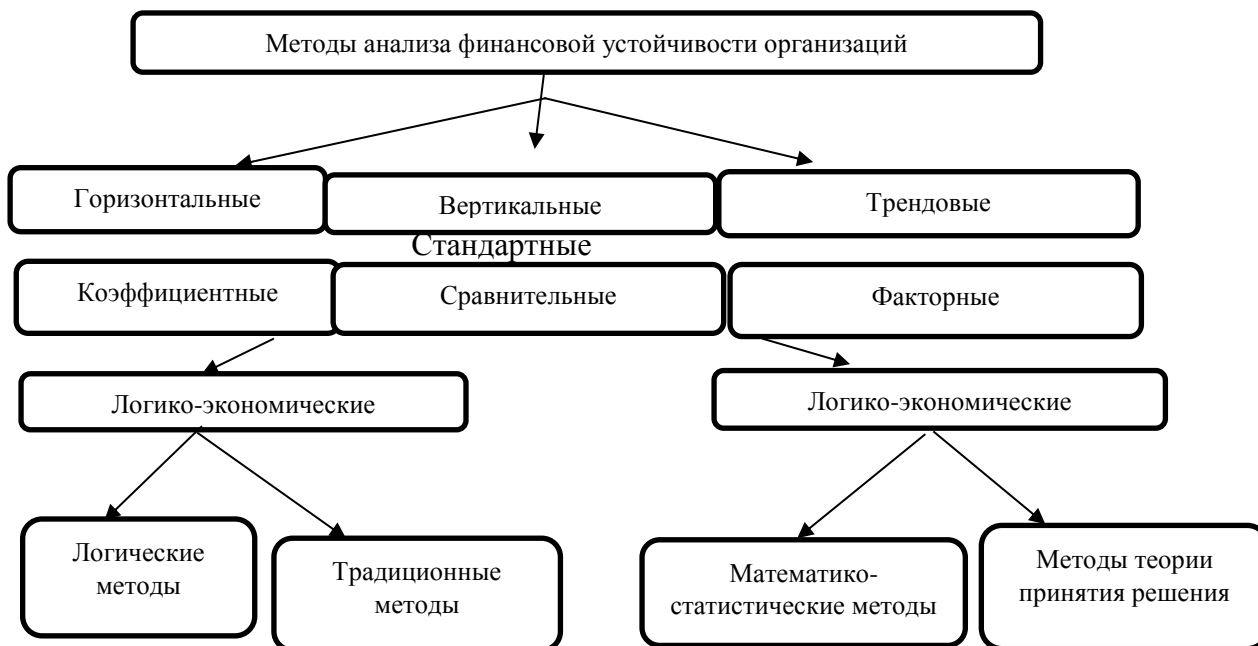 Методы анализа финансовой устойчивости организаций
Горизонтальные
Вертикальные
Трендовые
Стандартные
Коэффициентные
Сравнительные
Факторные
Логико-экономические
Логико-экономические
Логические
методы
Традиционные
методы
Математико-
статистические методы
Методы теории
принятия решения